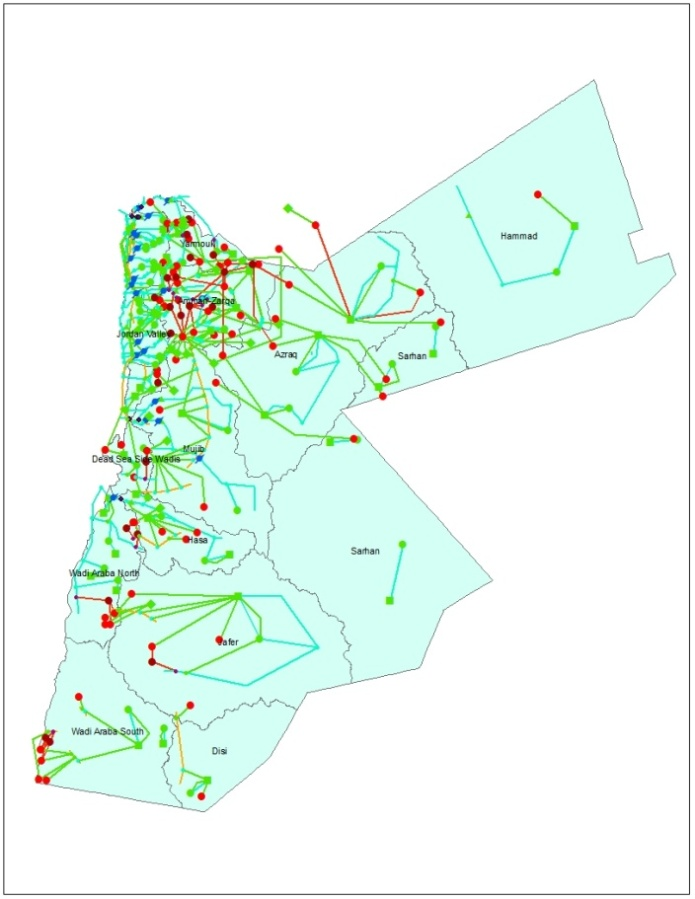 Hammad
Yarmouk
Amman-Zarqa
Jordan Valley
Azraq
Sarhan
Mujib
Dead Sea Side Wadis
Hasa
Sarhan
Wadi Araba North
Jafer
Wadi Araba South
Disi